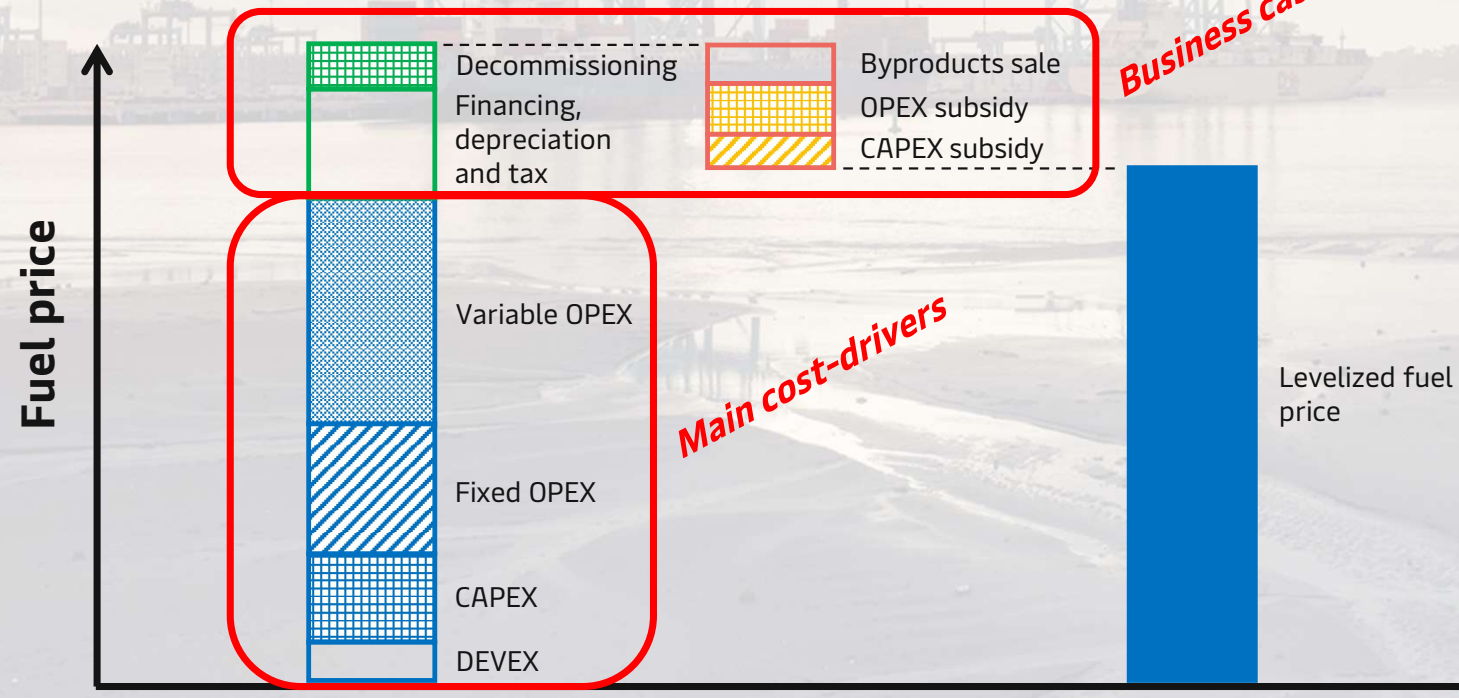 Business
Decommissioning
Financing,
depreciation
and tax
Byproducts sale
OPEX subsidy
CAPEX subsidy
Fuel price
Variable OPEX
Main cost-drivers
Fixed OPEX
CAPEX
DEVEX
Levelized fuel
price